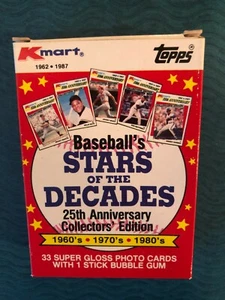 Kmart
topps
1962 • 1987
Baseball's
STARS
OF THE
DECADES
25th Anniversary
Collectors' Edition
1960's • 1970's • 1980's
33 SUPER GLOSS PHOTO CARDS
WITH 1 STICK BUBBLE GUM